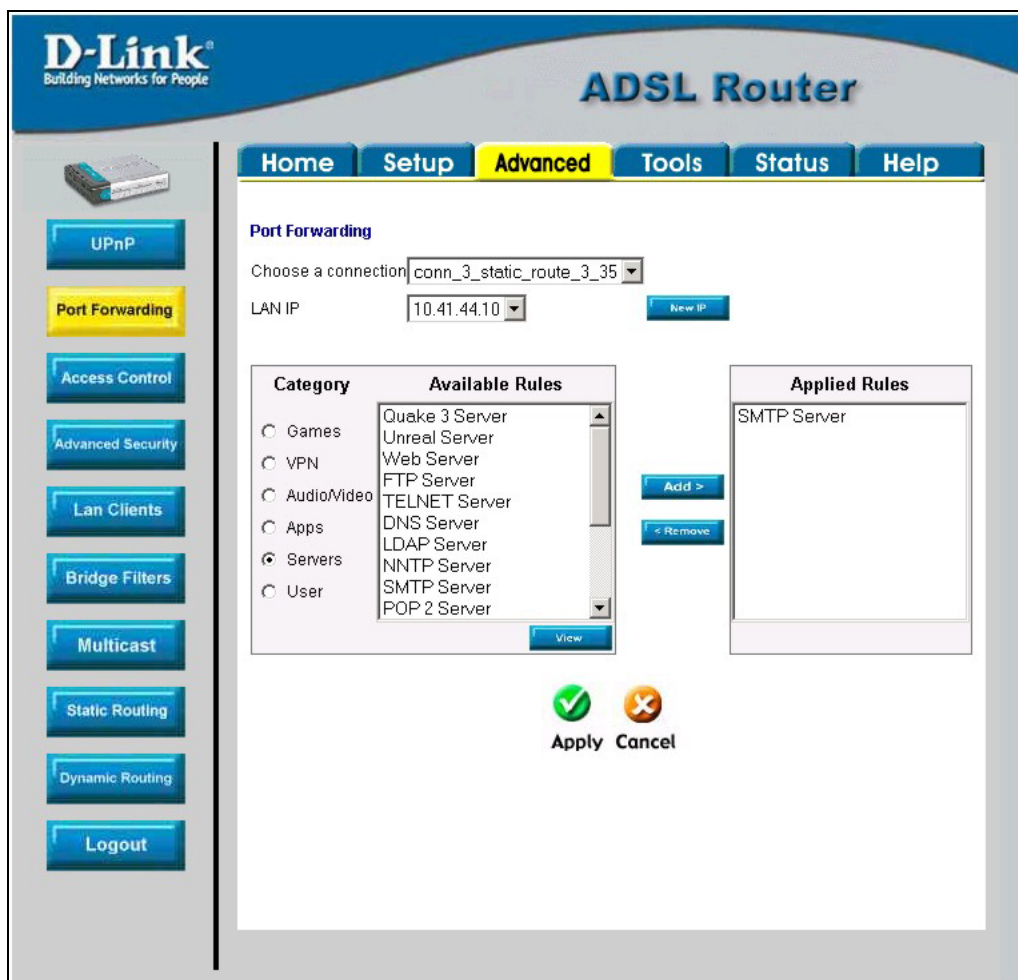 D-Link®
Building Networks for People
ADSL Router
Home Setup Advanced Tools Status Help
UPnP
Port Forwarding
Access Control
Advanced Security
Lan Clients
Bridge Filters
Multicast
Static Routing
Dynamic Routing
Logout
Port Forwarding
Choose a connection conn_3_static_route_3_35
LAN IP 10.41.44.10 New IP
Category
Games
VPN
Audio/Video
Apps
Servers
User
Available Rules
Quake 3 Server
Unreal Server
Web Server
FTP Server
TELNET Server
DNS Server
LDAP Server
NNTP Server
SMTP Server
POP 2 Server
View
Add >
< Remove
Applied Rules
SMTP Server
Apply Cancel